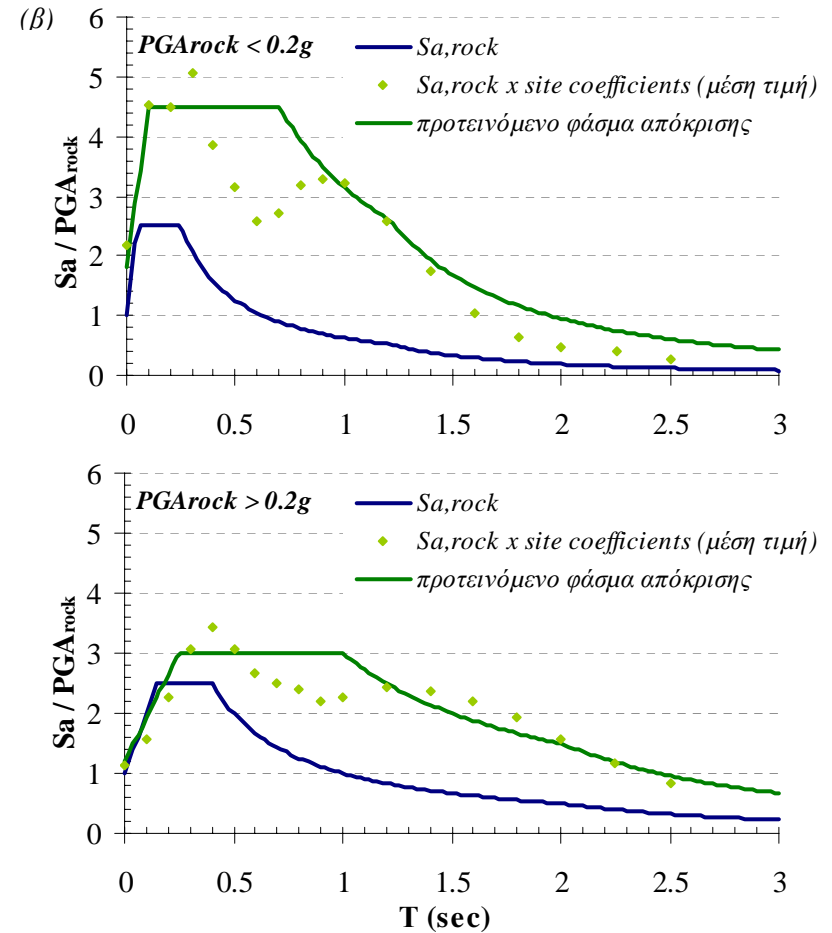 (β)
PGArock < 0.2g
Sa,rock
Sa,rock x site coefficients (μέση τιμή)
προτεινόμενο φάσμα απόκρισης
Sa / PGArock
6
5
4
3
2
1
0
0 0.5 1 1.5 2 2.5 3
PGArock > 0.2g
Sa,rock
Sa,rock x site coefficients (μέση τιμή)
προτεινόμενο φάσμα απόκρισης
Sa / PGArock
6
5
4
3
2
1
0
0 0.5 1 1.5 2 2.5 3
T (sec)